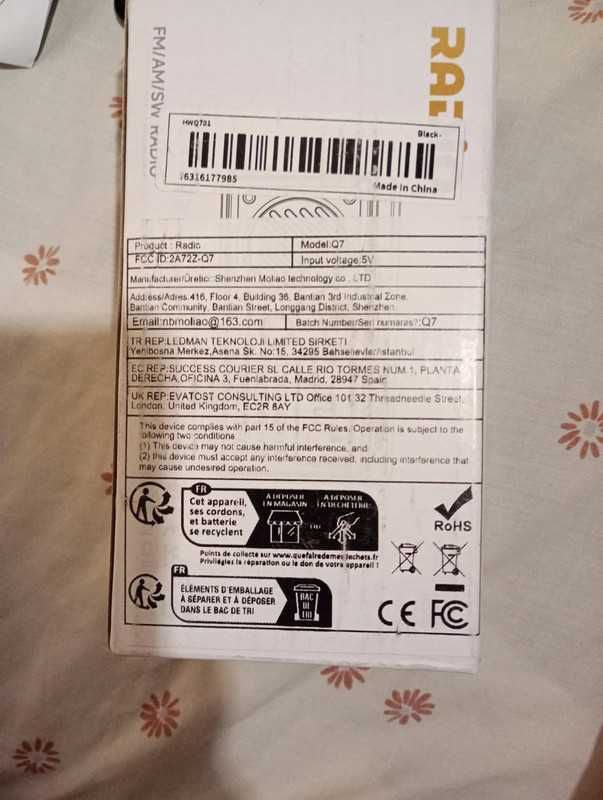 FM/AM/SW RADIO
RA
HWQ701
Black-
6316177985
Made in China
Product : Radio
Model:Q7
FCC ID:2A72Z-Q7
Input voltage:5V
Manufacturer/Üretici: Shenzhen Moliao technology co., LTD
Address/Adres:416, Floor 4, Building 36, Bantian 3rd Industrial Zone,
Bantian Community, Bantian Street, Longgang District, Shenzhen
Email:nbmoliao@163.com
Batch Number/Seri numarası?:Q7
TR REP:LEDMAN TEKNOLOJI LIMITED SIRKETI
Yenibosna Merkez,Asena Sk. No:15, 34295 Bahselievler/istanbul
EC REP:SUCCESS COURIER SL CALLE RIO TORMES NUM.1, PLANTA
DERECHA,OFICINA 3, Fuenlabrada, Madrid, 28947 Spain
UK REP:EVATOST CONSULTING LTD Office 101 32 Threadneedle Street,
London, United Kingdom, EC2R 8AY
This device complies with part 15 of the FCC Rules. Operation is subject to the
following two conditions
(1) This device may not cause harmful interference, and
(2) this device must accept any interference received, including interference that
may cause undesired operation.
FR
Cet appareil,
ses cordons,
et batterie
se recyclent
À DÉPOSER
EN MAGASIN
OU
À DÉPOSER
EN DÉCHÈTERIE
Points de collecte sur www.quefairedemesdechets.fr
Privilégiez la réparation ou le don de votre appareil !
RoHS
FR
ÉLÉMENTS D'EMBALLAGE
À SÉPARER ET À DÉPOSER
DANS LE BAC DE TRI
BAC
DE
TRI
CE FC